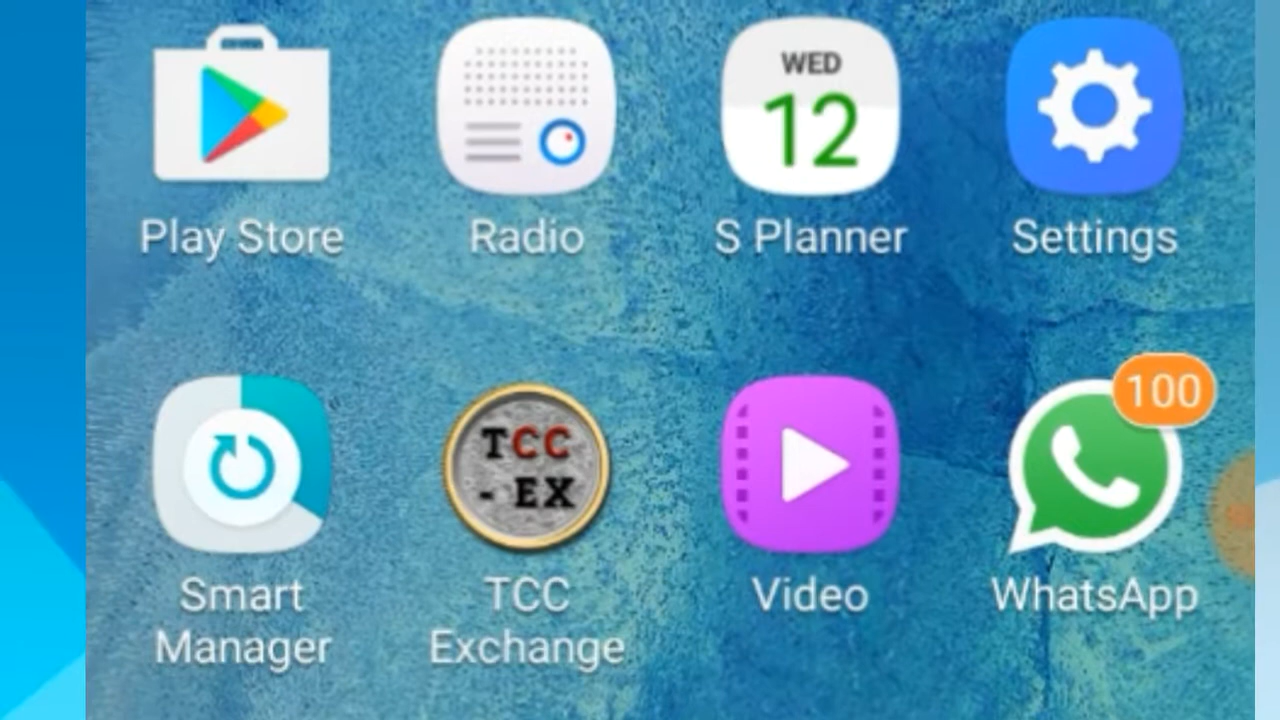 WED
12
Play Store
Radio
S Planner
Settings
100
TCC
- EX
Smart
Manager
TCC
Exchange
Video
WhatsApp